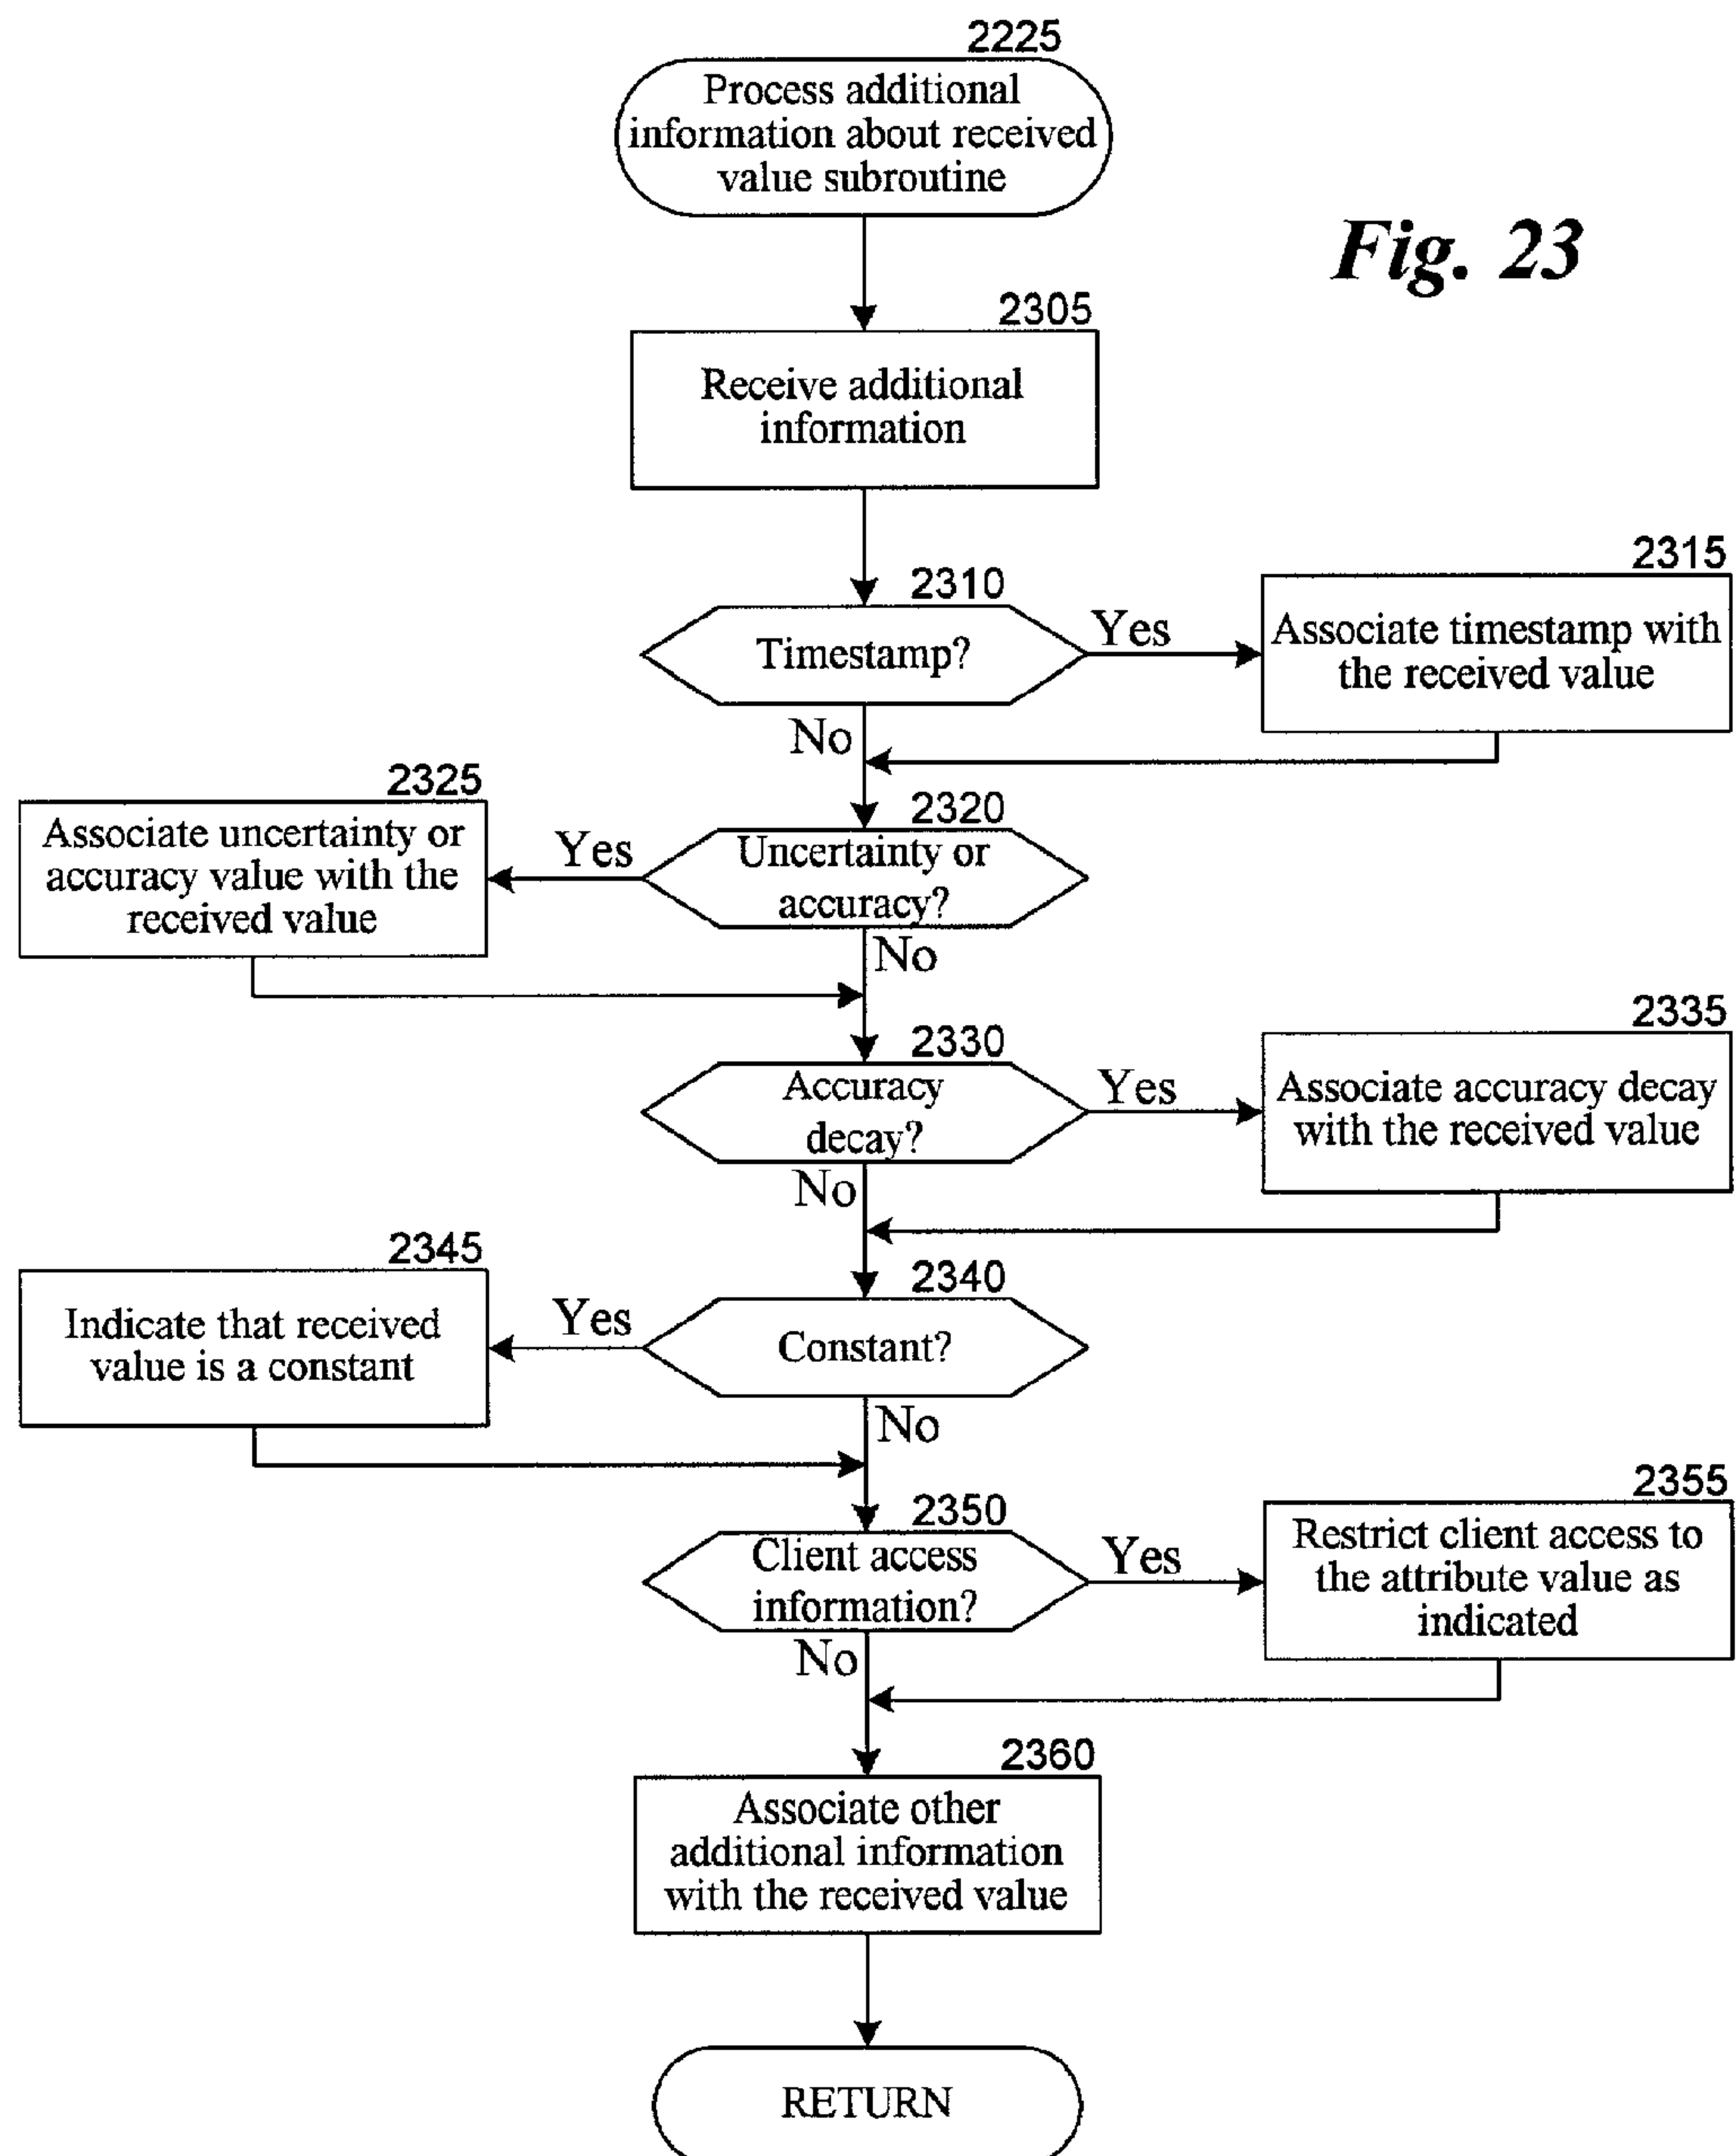 2225
Process additional
information about received
value subroutine
Fig. 23
2305
Receive additional
information
2310
Timestamp?
Yes
2315
Associate timestamp with
the received value
No
2320
Uncertainty or
accuracy?
Yes
2325
Associate uncertainty or
accuracy value with the
received value
No
2330
Accuracy
decay?
Yes
2335
Associate accuracy decay
with the received value
No
2340
Constant?
Yes
2345
Indicate that received
value is a constant
No
2350
Client access
information?
Yes
2355
Restrict client access to
the attribute value as
indicated
No
2360
Associate other
additional information
with the received value
RETURN